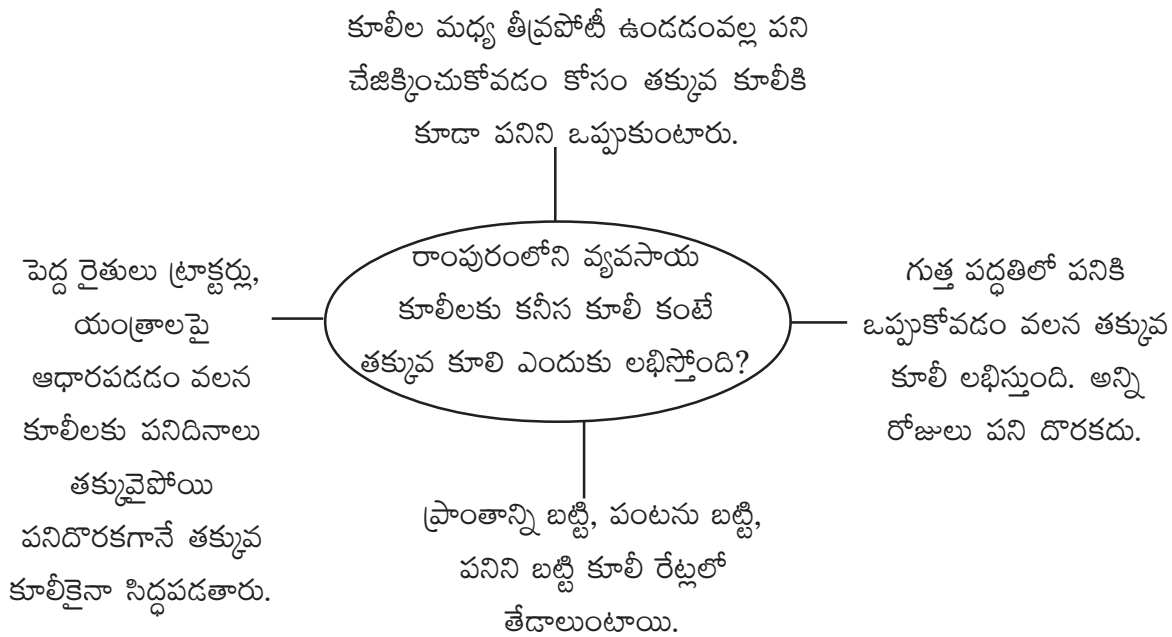 కూలీల మధ్య తీవ్రపోటీ ఉండడంవల్ల పని
చేజిక్కించుకోవడం కోసం తక్కువ కూలీకి
కూడా పనిని ఒప్పుకుంటారు.
పెద్ద రైతులు ట్రాక్టర్లు,
యంత్రాలపై
ఆధారపడడం వలన
కూలీలకు పనిదినాలు
తక్కువైపోయి
పనిదొరకగానే తక్కువ
కూలీకైనా సిద్ధపడతారు.
రాంపురంలోని వ్యవసాయ
కూలీలకు కనీస కూలీ కంటే
తక్కువ కూలి ఎందుకు లభిస్తోంది?
గుత్త పద్ధతిలో పనికి
ఒప్పుకోవడం వలన తక్కువ
కూలీ లభిస్తుంది. అన్ని
రోజులు పని దొరకదు.
ప్రాంతాన్ని బట్టి, పంటను బట్టి,
పనిని బట్టి కూలీ రేట్లలో
తేడాలుంటాయి.